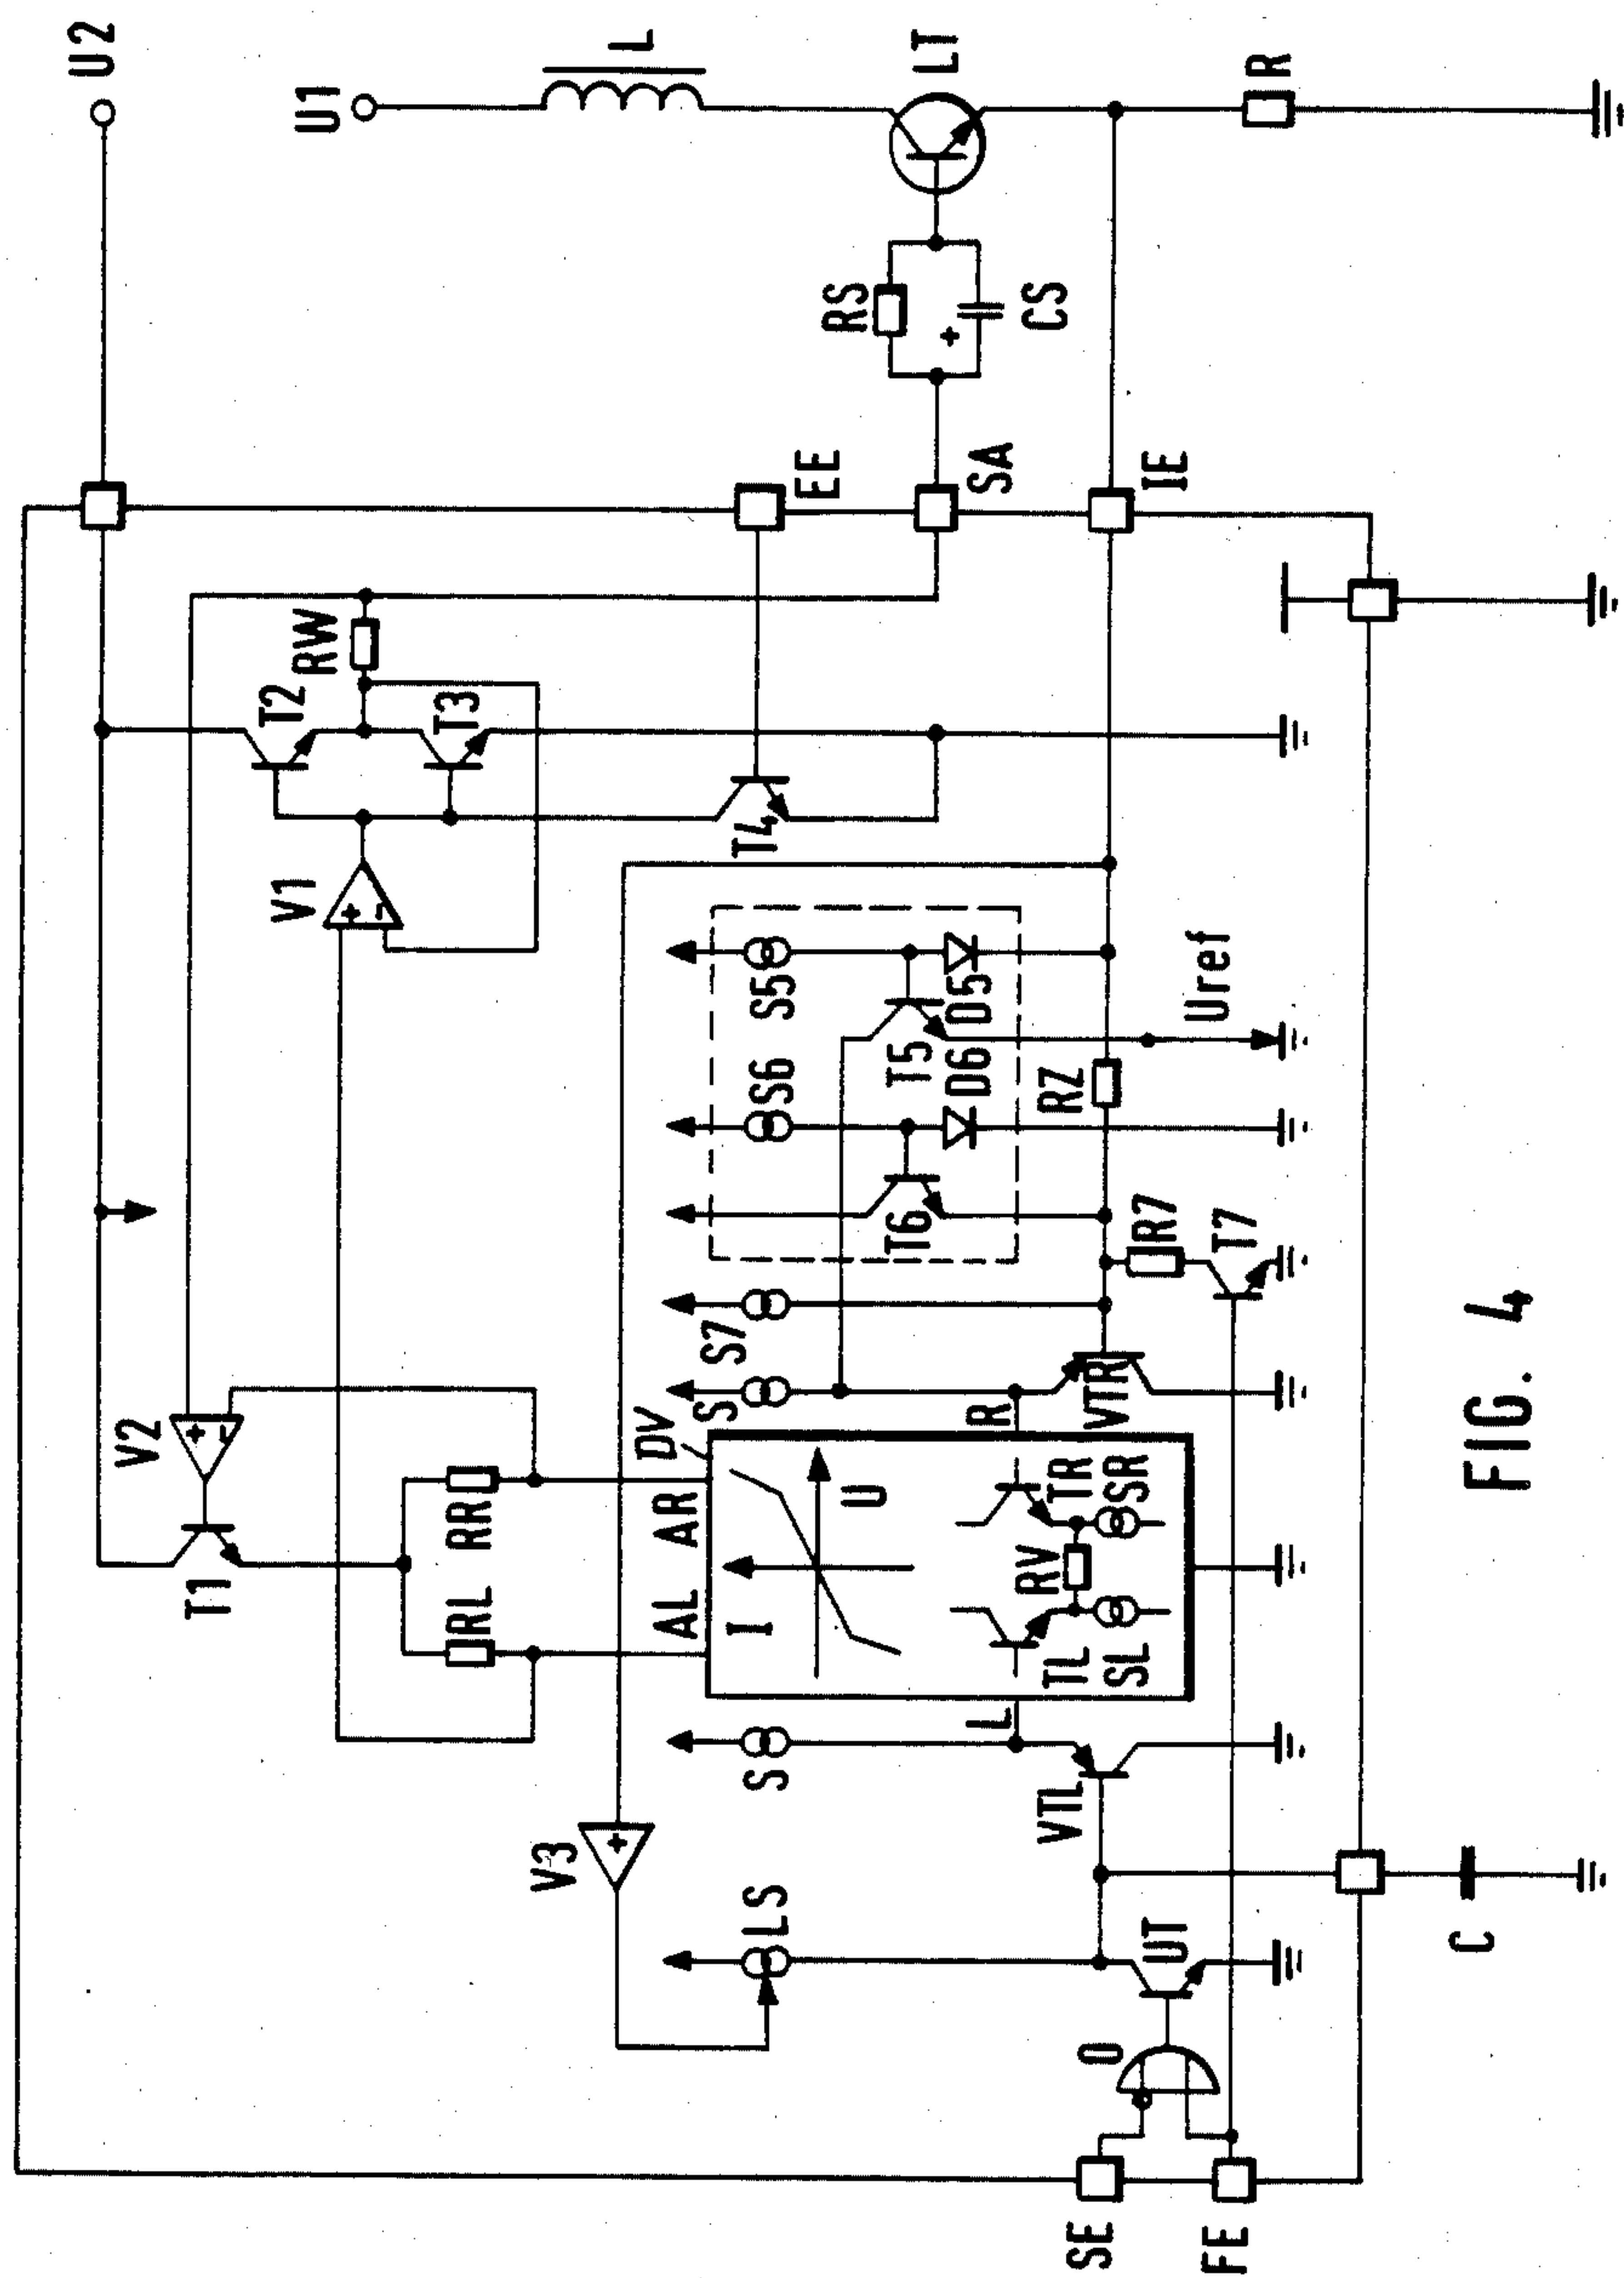 U2
U1
L
LT
R
RS
+
CS
EE
SA
IE
RW
T2
T3
T4
V1
+
-
S5
D5
T5
Uref
S6
D6
RZ
T6
R7
T7
S7
S
VTR
R
V2
+
-
T1
RR
RL
DV
AR
AL
I
U
TR
SR
RV
TL
SL
L
S
VTL
V3
+
LS
UT
C
O
SE
FE
FIG. 4